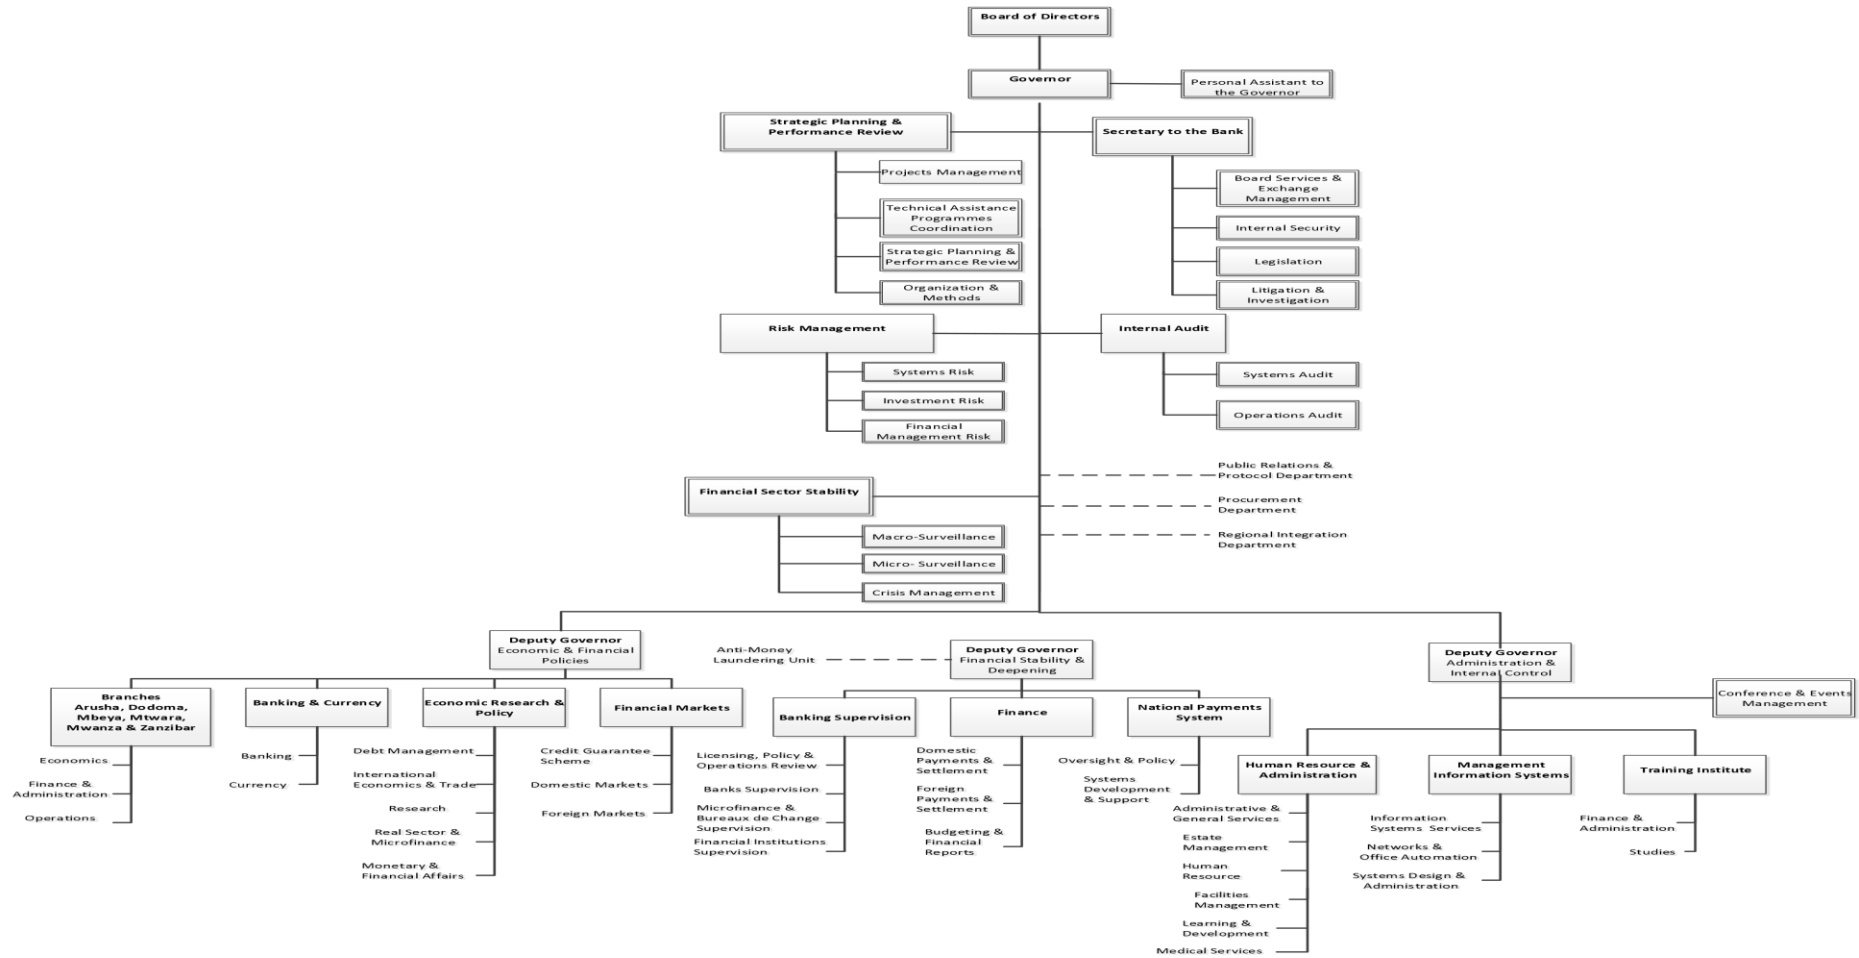 Board of Directors
Governor
Personal Assistant to
the Governor
Strategic Planning &
Performance Review
Secretary to the Bank
Projects Management
Technical Assistance
Programmes
Coordination
Strategic Planning &
Performance Review
Organization &
Methods
Board Services &
Exchange
Management
Internal Security
Legislation
Litigation &
Investigation
Risk Management
Internal Audit
Systems Risk
Investment Risk
Financial
Management Risk
Systems Audit
Operations Audit
Public Relations &
Protocol Department
Procurement
Department
Regional Integration
Department
Financial Sector Stability
Macro-Surveillance
Micro- Surveillance
Crisis Management
Deputy Governor
Economic & Financial
Policies
Anti-Money
Laundering Unit
Deputy Governor
Financial Stability &
Deepening
Deputy Governor
Administration &
Internal Control
Conference & Events
Management
Branches
Arusha, Dodoma,
Mbeya, Mtwara,
Mwanza & Zanzibar
Banking & Currency
Economic Research &
Policy
Financial Markets
Banking Supervision
Finance
National Payments
System
Economics
Finance &
Administration
Operations
Banking
Currency
Debt Management
International
Economics & Trade
Research
Real Sector &
Microfinance
Monetary &
Financial Affairs
Credit Guarantee
Scheme
Domestic Markets
Foreign Markets
Licensing, Policy &
Operations Review
Banks Supervision
Microfinance &
Bureaux de Change
Supervision
Financial Institutions
Supervision
Domestic
Payments &
Settlement
Foreign
Payments &
Settlement
Budgeting &
Financial
Reports
Oversight & Policy
Systems
Development
& Support
Human Resource &
Administration
Management
Information Systems
Training Institute
Administrative &
General Services
Estate
Management
Human
Resource
Facilities
Management
Learning &
Development
Medical Services
Information
Systems Services
Networks &
Office Automation
Systems Design &
Administration
Finance &
Administration
Studies